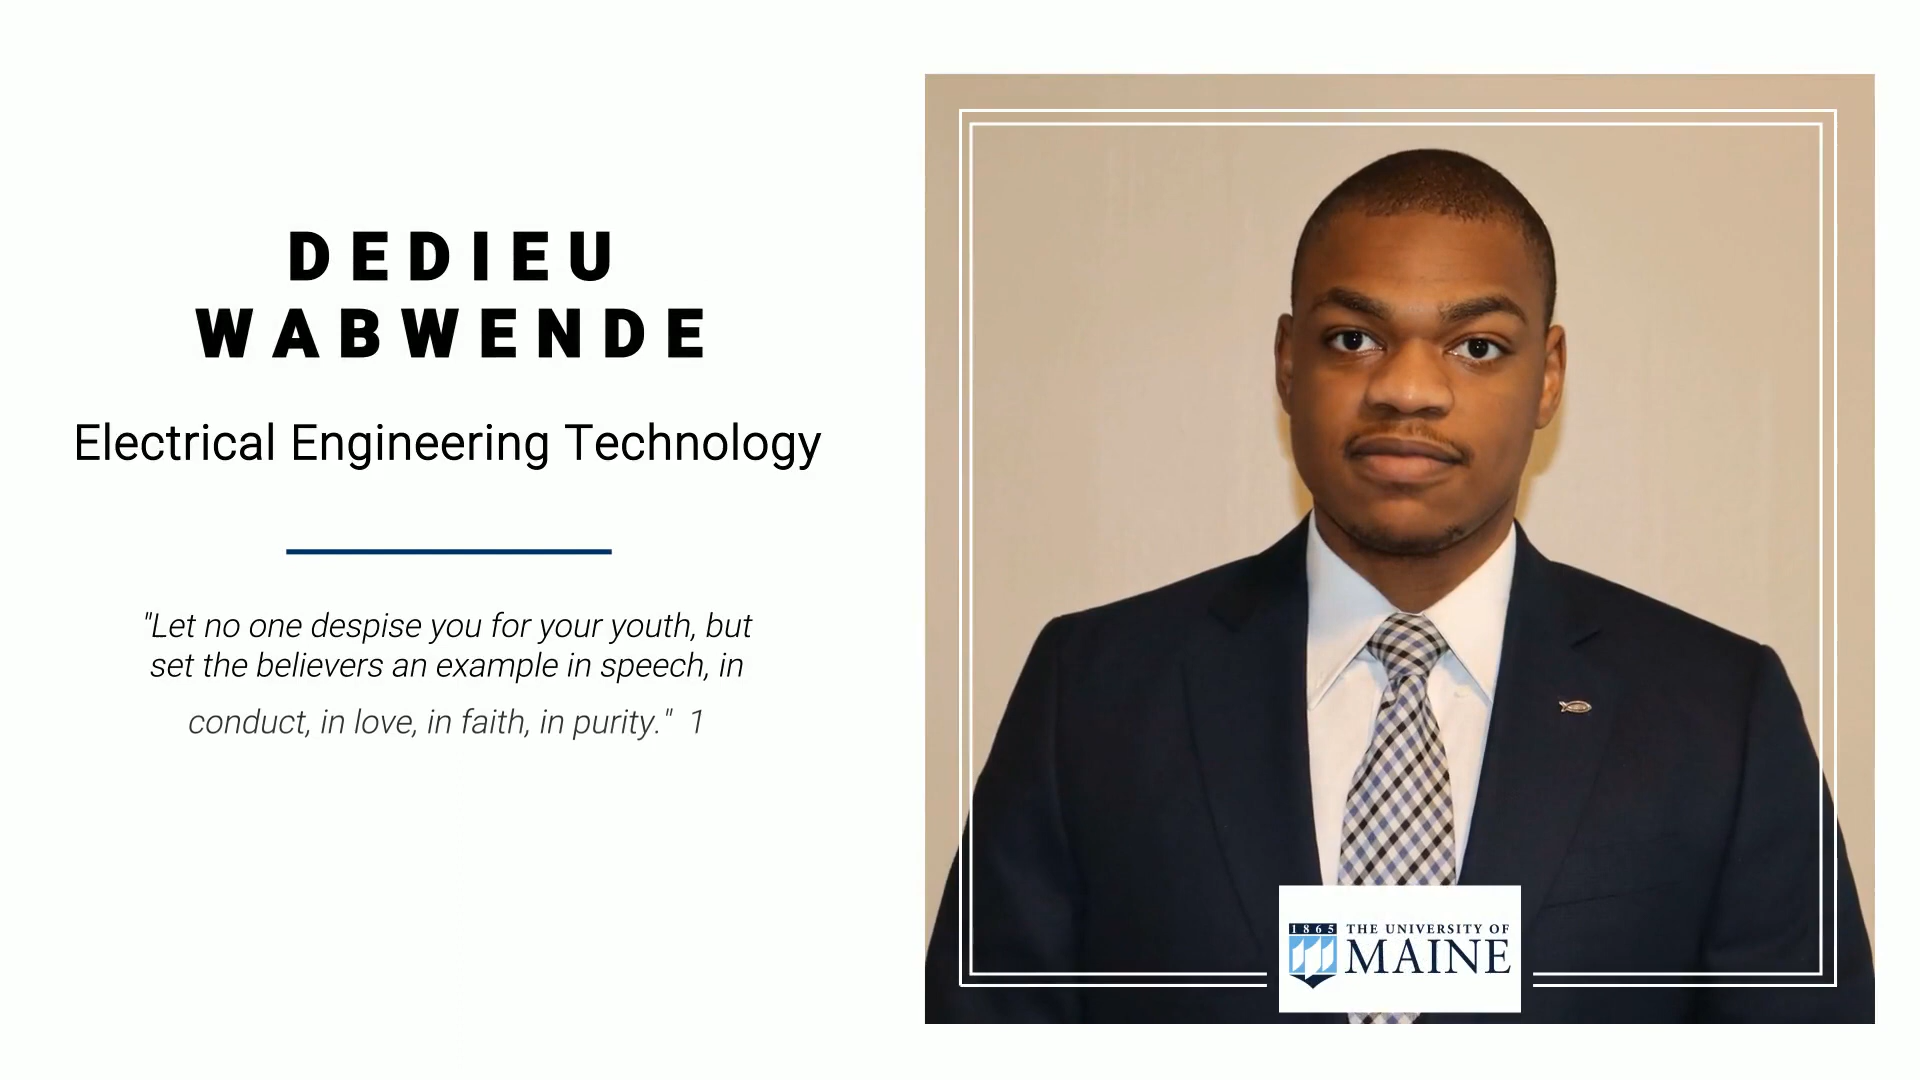 DEDIEU
WABWENDE
Electrical Engineering Technology
"Let no one despise you for your youth, but
set the believers an example in speech, in
conduct, in love, in faith, in purity." 1
1865
THE UNIVERSITY OF
MAINE